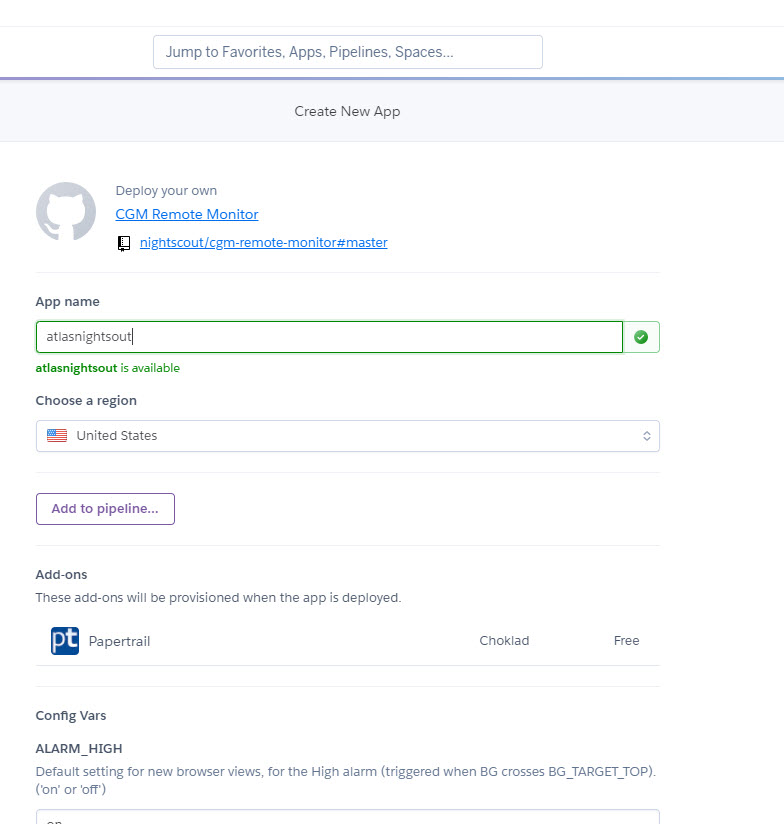 Jump to Favorites, Apps, Pipelines, Spaces...
Create New App
Deploy your own
CGM Remote Monitor
nightscout/cgm-remote-monitor#master
App name
atlasnightsout
atlasnightsout is available
Choose a region
United States
Add to pipeline...
Add-ons
These add-ons will be provisioned when the app is deployed.
pt Papertrail Choklad Free
Config Vars
ALARM_HIGH
Default setting for new browser views, for the High alarm (triggered when BG crosses BG_TARGET_TOP).
('on' or 'off')